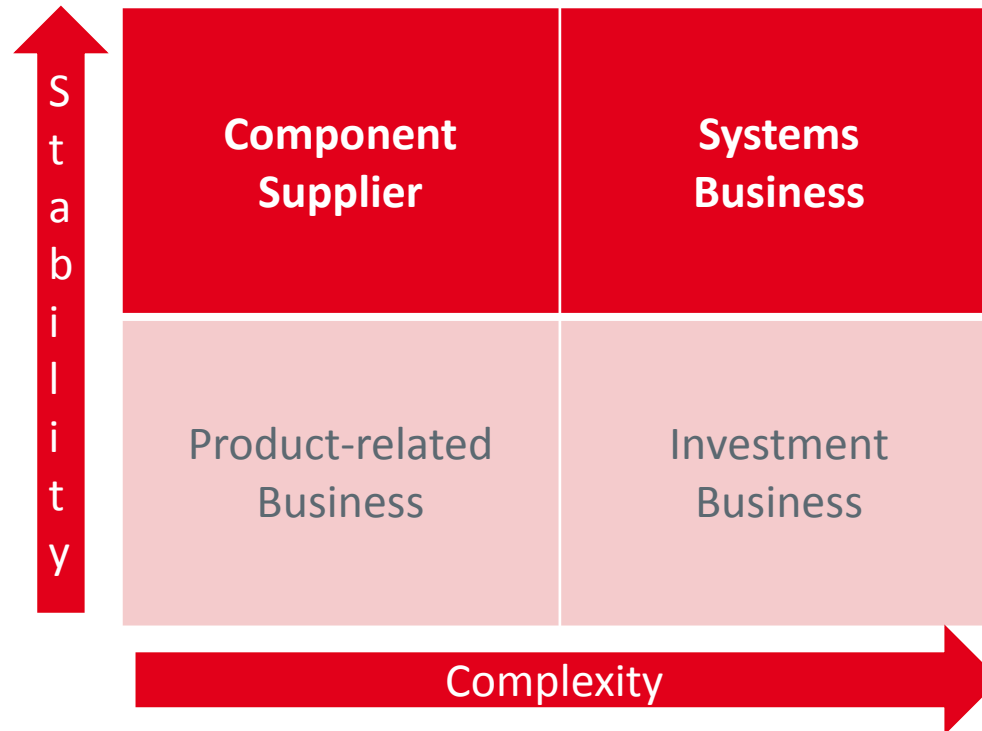 Stability
Component
Supplier
Systems
Business
Product-related
Business
Investment
Business
Complexity